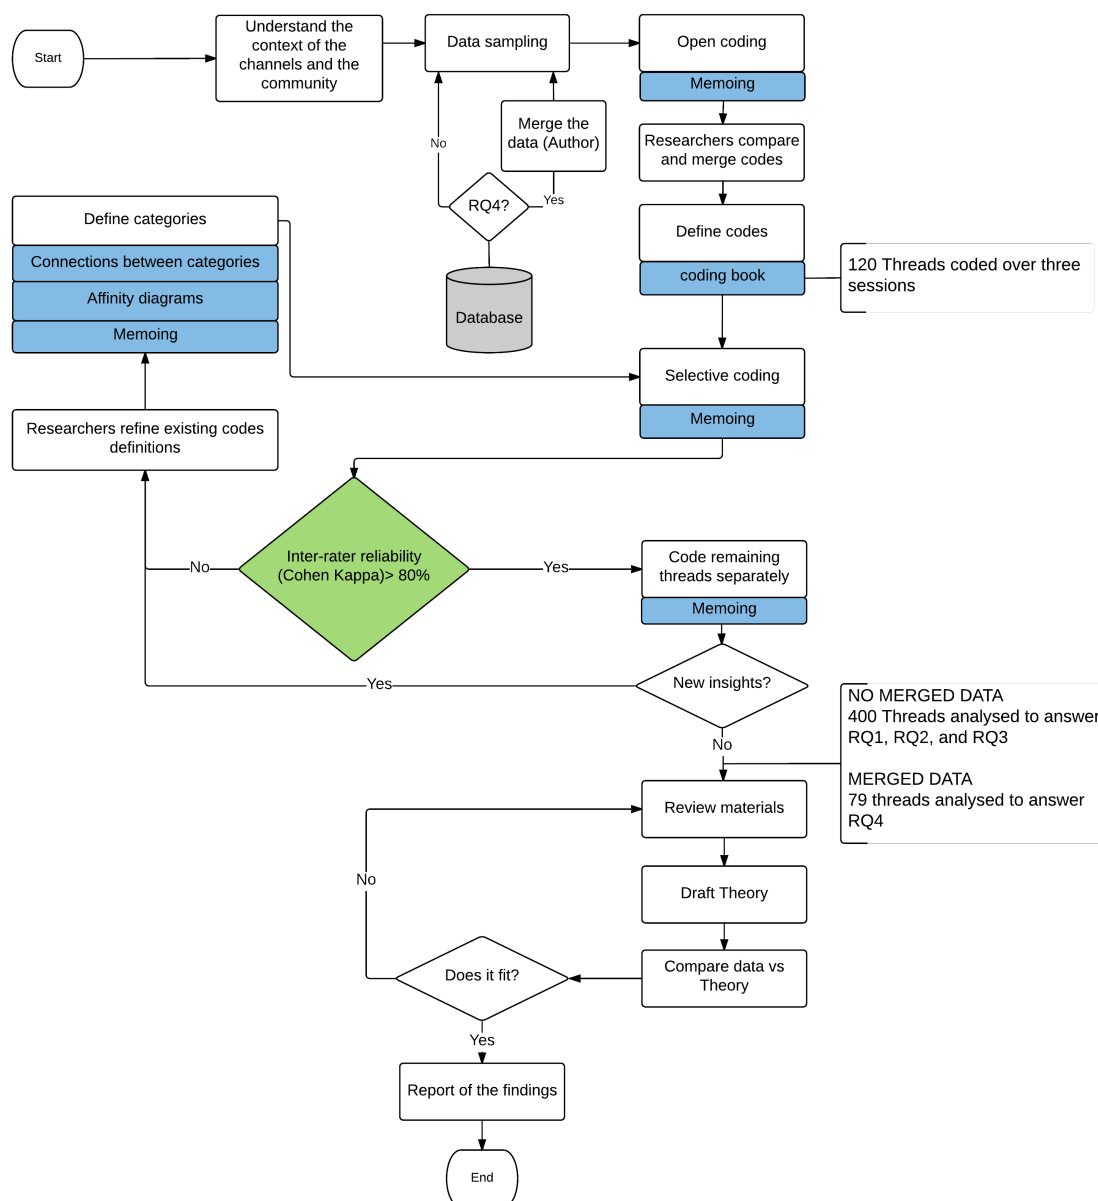 Start
Understand the
context of the
channels and the
community
Data sampling
Open coding
Memoing
Merge the
data (Author)
No
Yes
RQ4?
Database
Researchers compare
and merge codes
Define codes
coding book
120 Threads coded over three
sessions
Define categories
Connections between categories
Affinity diagrams
Memoing
Selective coding
Memoing
Researchers refine existing codes
definitions
Inter-rater reliability
(Cohen Kappa)> 80%
No
Yes
Code remaining
threads separately
Memoing
New insights?
Yes
No
NO MERGED DATA
400 Threads analysed to answer
RQ1, RQ2, and RQ3
MERGED DATA
79 threads analysed to answer
RQ4
Review materials
Draft Theory
Compare data vs
Theory
Does it fit?
No
Yes
Report of the findings
End